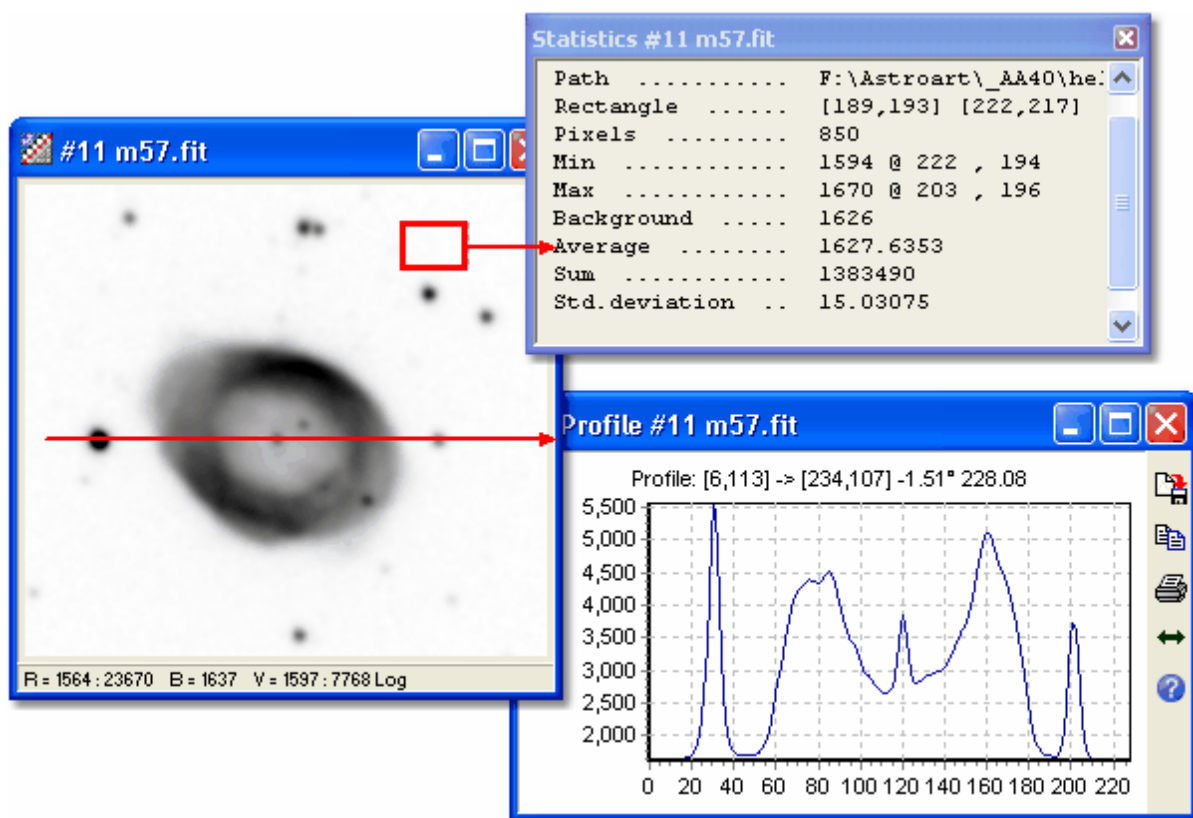 Statistics #11 m57.fit
Path ........... F:\Astroart\_AA40\hel
Rectangle ...... [189,193] [222,217]
Pixels ......... 850
Min ............ 1594 @ 222 , 194
Max ............ 1670 @ 203 , 196
Background ..... 1626
Average ........ 1627.6353
Sum ............ 1383490
Std.deviation .. 15.03075
#11 m57.fit
R = 1564 : 23670 B = 1637 V = 1597 : 7768 Log
Profile #11 m57.fit
Profile: [6,113] -> [234,107] -1.51° 228.08
5,500
5,000
4,500
4,000
3,500
3,000
2,500
2,000
0 20 40 60 80 100 120 140 160 180 200 220